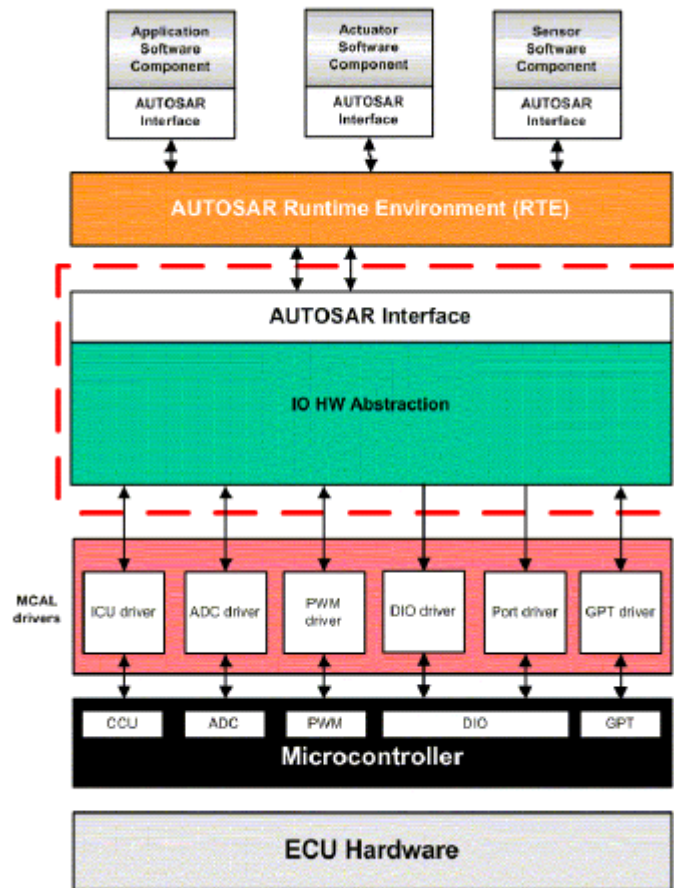 Application
Software
Component
AUTOSAR
Interface
Actuator
Software
Component
AUTOSAR
Interface
Sensor
Software
Component
AUTOSAR
Interface
AUTOSAR Runtime Environment (RTE)
AUTOSAR Interface
IO HW Abstraction
MCAL
drivers
ICU driver
ADC driver
PWM
driver
DIO driver
Port driver
GPT driver
CCU
ADC
PWM
DIO
GPT
Microcontroller
ECU Hardware